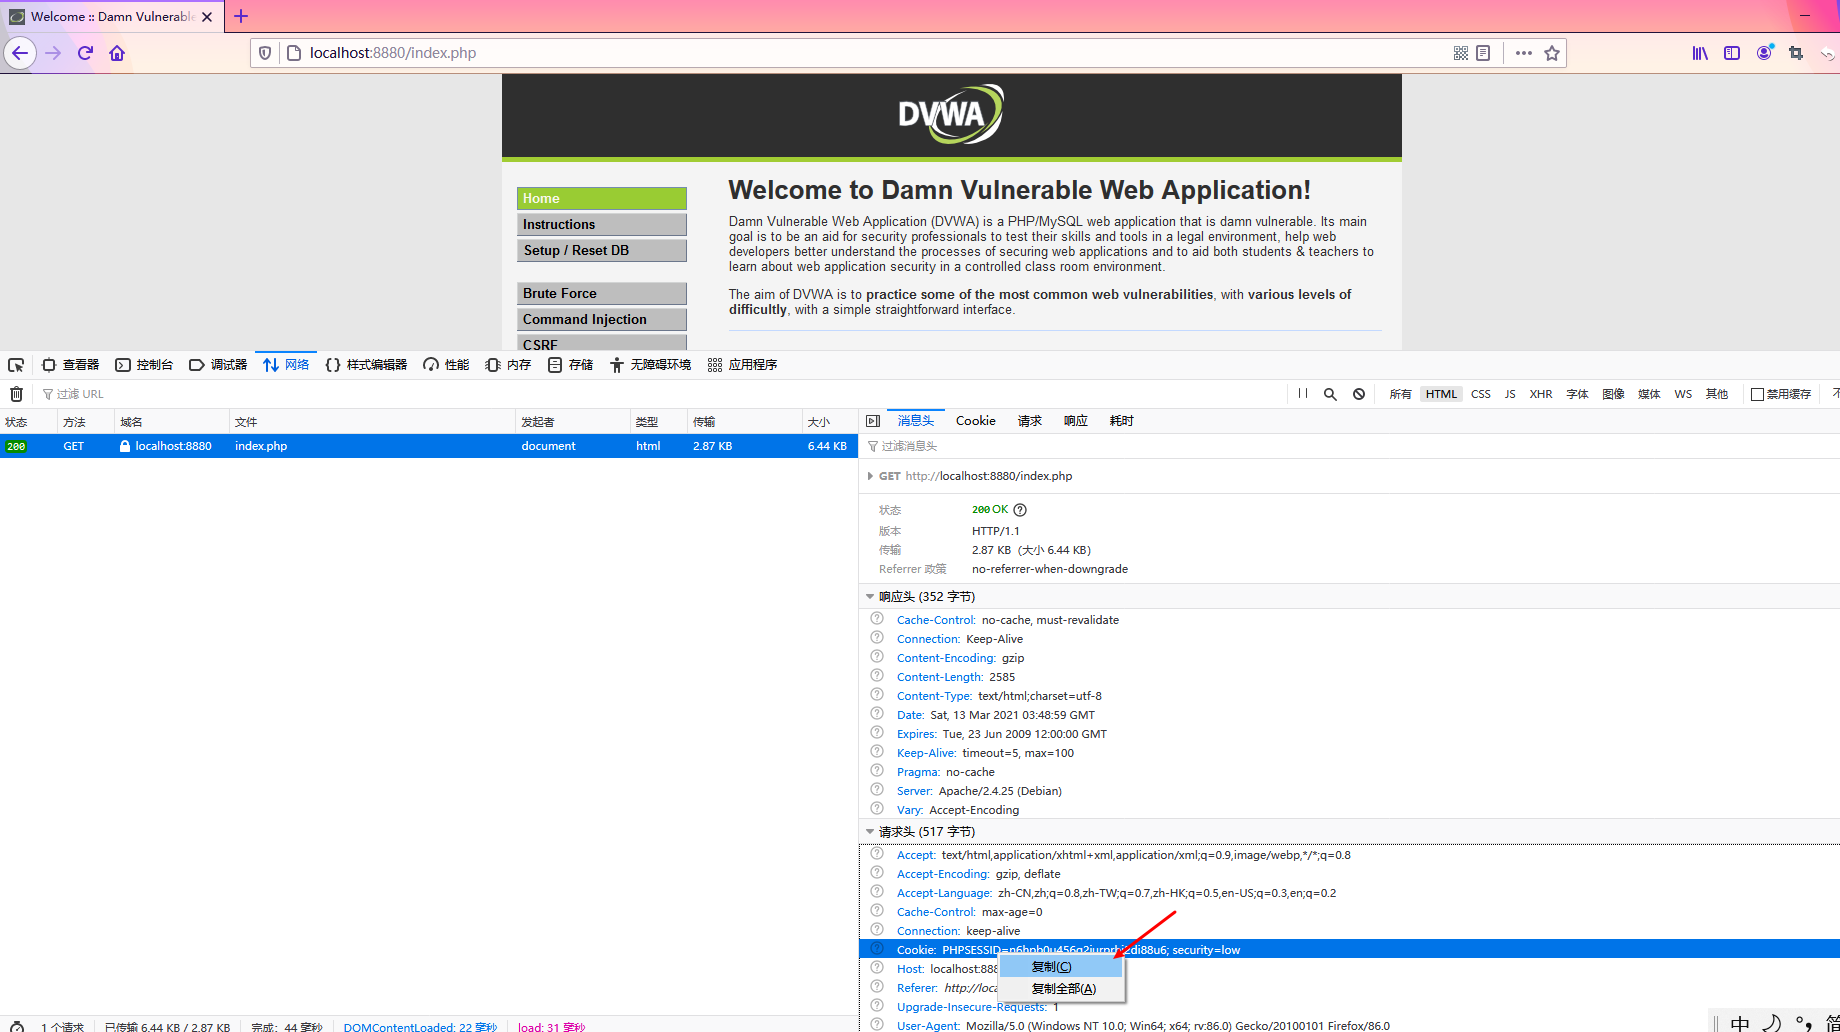 Welcome :: Damn Vulnerable
localhost:8880/index.php
DVWA
Home
Instructions
Setup / Reset DB
Brute Force
Command Injection
CSRF
Welcome to Damn Vulnerable Web Application!
Damn Vulnerable Web Application (DVWA) is a PHP/MySQL web application that is damn vulnerable. Its main
goal is to be an aid for security professionals to test their skills and tools in a legal environment, help web
developers better understand the processes of securing web applications and to aid both students & teachers to
learn about web application security in a controlled class room environment.
The aim of DVWA is to practice some of the most common web vulnerabilities, with various levels of
difficultly, with a simple straightforward interface.
查看器 控制台 调试器 网络 样式编辑器 性能 内存 存储 无障碍环境 应用程序
过滤 URL
所有 HTML CSS JS XHR 字体 图像 媒体 WS 其他 禁用缓存
状态 方法 域名 文件 发起者 类型 传输 大小
200 GET localhost:8880 index.php document html 2.87 KB 6.44 KB
消息头 Cookie 请求 响应 耗时
过滤消息头
GET http://localhost:8880/index.php
状态 200 OK
版本 HTTP/1.1
传输 2.87 KB (大小 6.44 KB)
Referrer 政策 no-referrer-when-downgrade
响应头 (352 字节)
Cache-Control: no-cache, must-revalidate
Connection: Keep-Alive
Content-Encoding: gzip
Content-Length: 2585
Content-Type: text/html;charset=utf-8
Date: Sat, 13 Mar 2021 03:48:59 GMT
Expires: Tue, 23 Jun 2009 12:00:00 GMT
Keep-Alive: timeout=5, max=100
Pragma: no-cache
Server: Apache/2.4.25 (Debian)
Vary: Accept-Encoding
请求头 (517 字节)
Accept: text/html,application/xhtml+xml,application/xml;q=0.9,image/webp,*/*;q=0.8
Accept-Encoding: gzip, deflate
Accept-Language: zh-CN,zh;q=0.8,zh-TW;q=0.7,zh-HK;q=0.5,en-US;q=0.3,en;q=0.2
Cache-Control: max-age=0
Connection: keep-alive
Cookie: security=low
Host: localhost:888
Referer: http://loca
Upgrade-Insecure-Requests: 1
User-Agent: Mozilla/5.0 (Windows NT 10.0; Win64; x64; rv:86.0) Gecko/20100101 Firefox/86.0
复制(C)
复制全部(A)
1 个请求 已传输 6.44 KB / 2.87 KB 完成: 44 毫秒 DOMContentLoaded: 22 毫秒 load: 31 毫秒
中 简